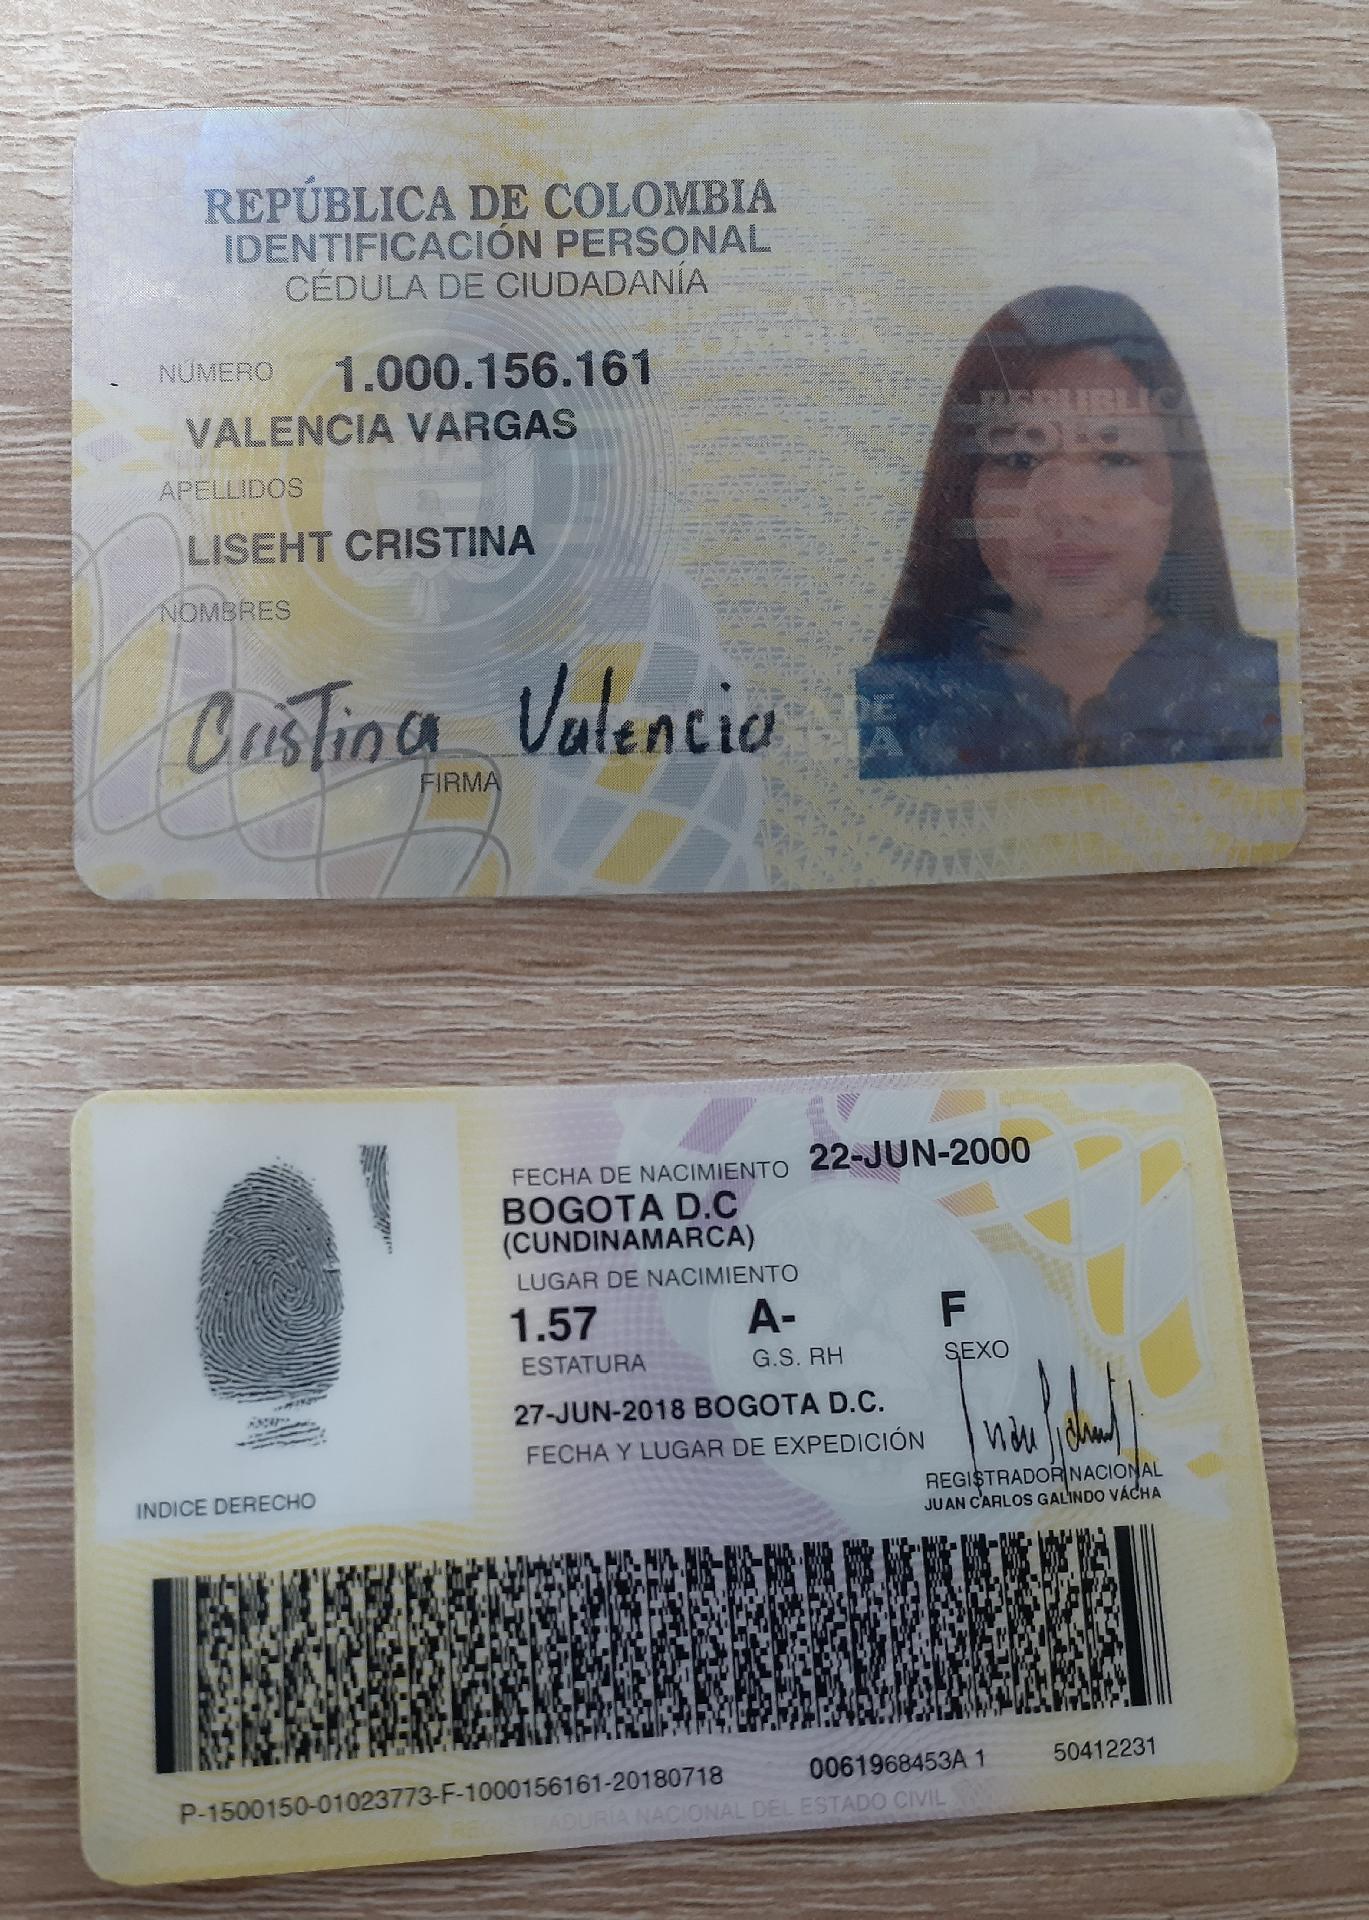 REPÚBLICA DE COLOMBIA
IDENTIFICACIÓN PERSONAL
CÉDULA DE CIUDADANÍA
NÚMERO 1.000.156.161
VALENCIA VARGAS
APELLIDOS
LISEHT CRISTINA
NOMBRES
Cristina Valencia
FIRMA
FECHA DE NACIMIENTO 22-JUN-2000
BOGOTA D.C
(CUNDINAMARCA)
LUGAR DE NACIMIENTO
1.57 A- F
ESTATURA G.S. RH SEXO
27-JUN-2018 BOGOTA D.C.
FECHA Y LUGAR DE EXPEDICIÓN
REGISTRADOR NACIONAL
JUAN CARLOS GALINDO VÁCHA
INDICE DERECHO
P-1500150-01023773-F-1000156161-20180718 0061968453A 1 50412231
REGISTRADURÍA NACIONAL DEL ESTADO CIVIL